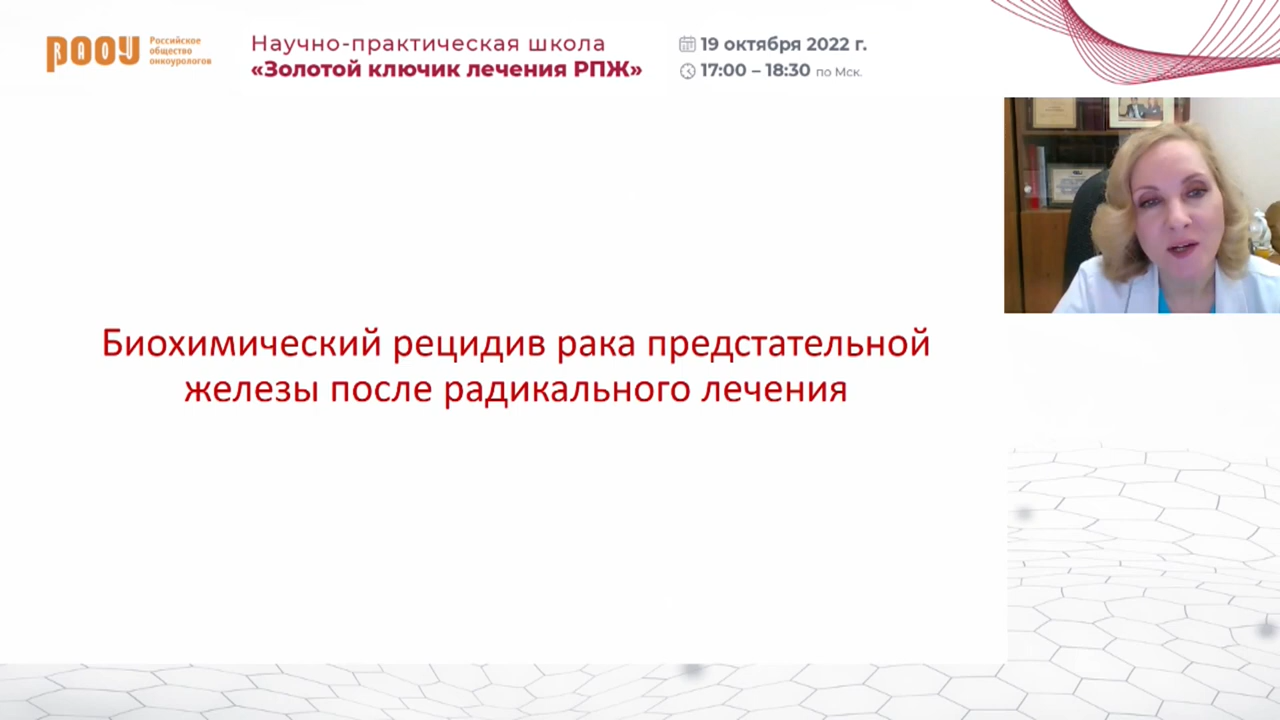 РООУ
RAOU
Российское
общество
онкоурологов
Научно-практическая школа
«Золотой ключик лечения РПЖ»
19 октября 2022 г.
17:00 – 18:30 по Мск.
Биохимический рецидив рака предстательной
железы после радикального лечения